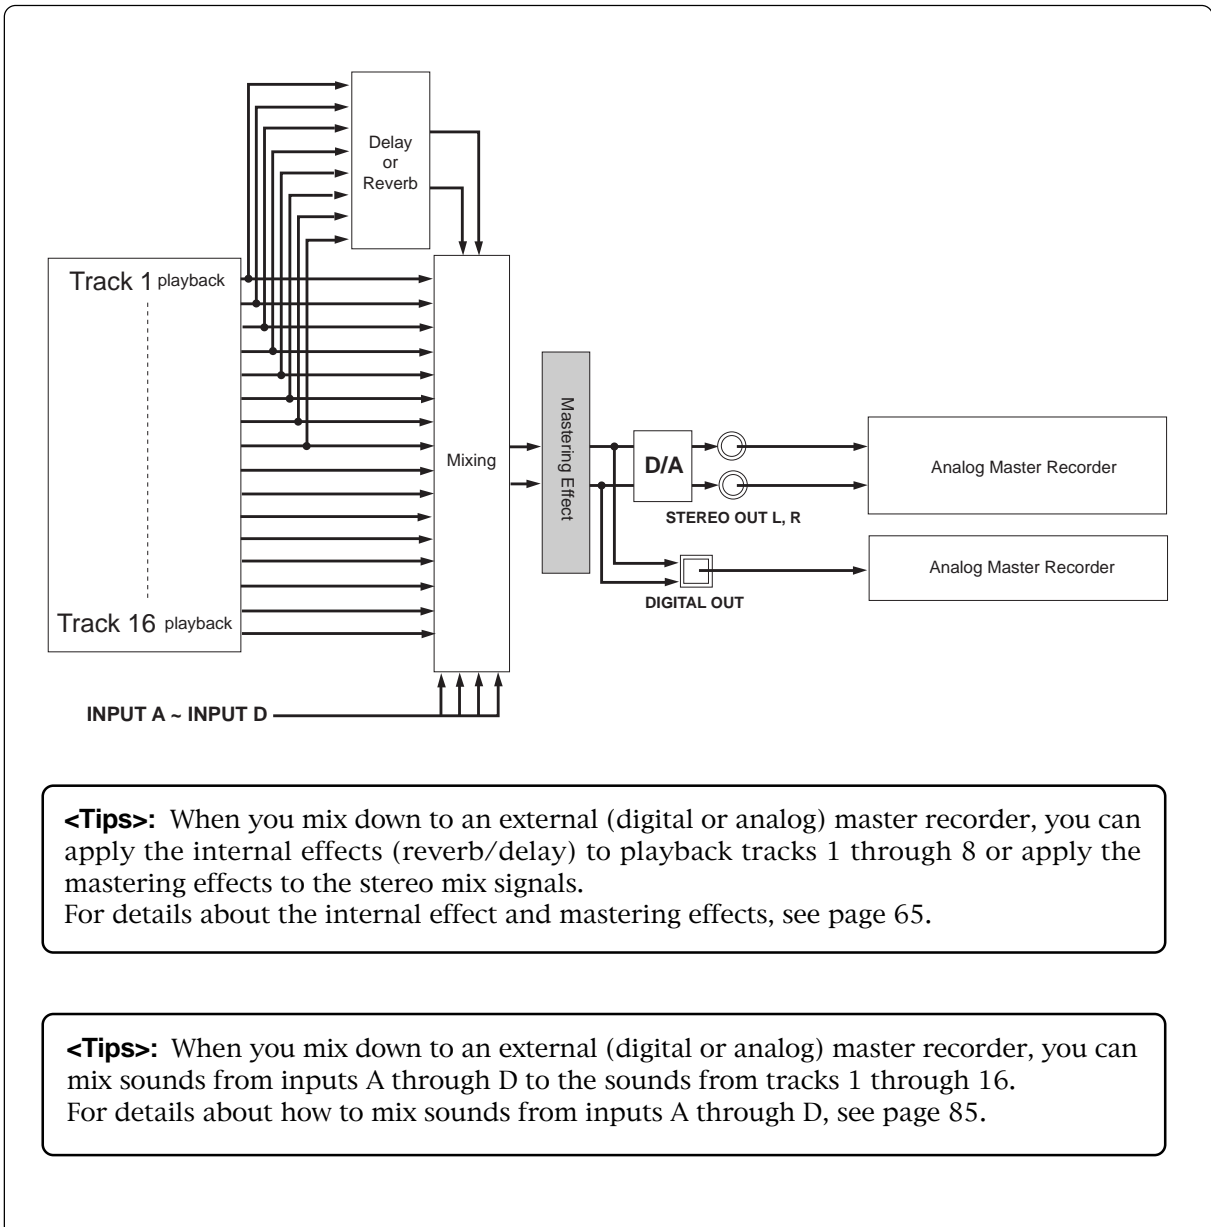 Delay
or
Reverb
Track 1 playback
Mixing
Mastering Effect
D/A
STEREO OUT L, R
Analog Master Recorder
DIGITAL OUT
Analog Master Recorder
Track 16 playback
INPUT A ~ INPUT D
<Tips>: When you mix down to an external (digital or analog) master recorder, you can
apply the internal effects (reverb/delay) to playback tracks 1 through 8 or apply the
mastering effects to the stereo mix signals.
For details about the internal effect and mastering effects, see page 65.
<Tips>: When you mix down to an external (digital or analog) master recorder, you can
mix sounds from inputs A through D to the sounds from tracks 1 through 16.
For details about how to mix sounds from inputs A through D, see page 85.